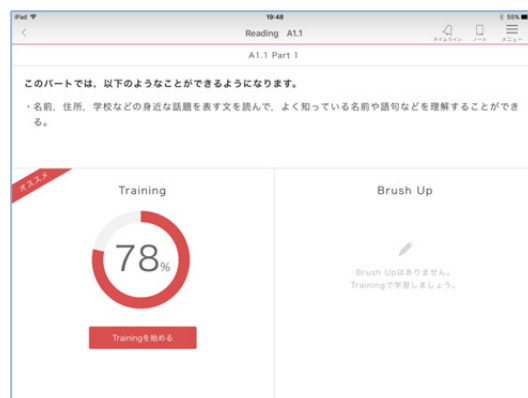 iPad 19:48 55%
Reading A1.1
タイムライン ノート メニュー
A1.1 Part 1
このパートでは、以下のようなことができるようになります。
・名前、住所、学校などの身近な話題を表す文を読んで、よく知っている名前や語句などを理解することができ
る。
オススメ
Training
78%
Trainingを始める
Brush Up
Brush Upはありません。
Trainingで学習しましょう。